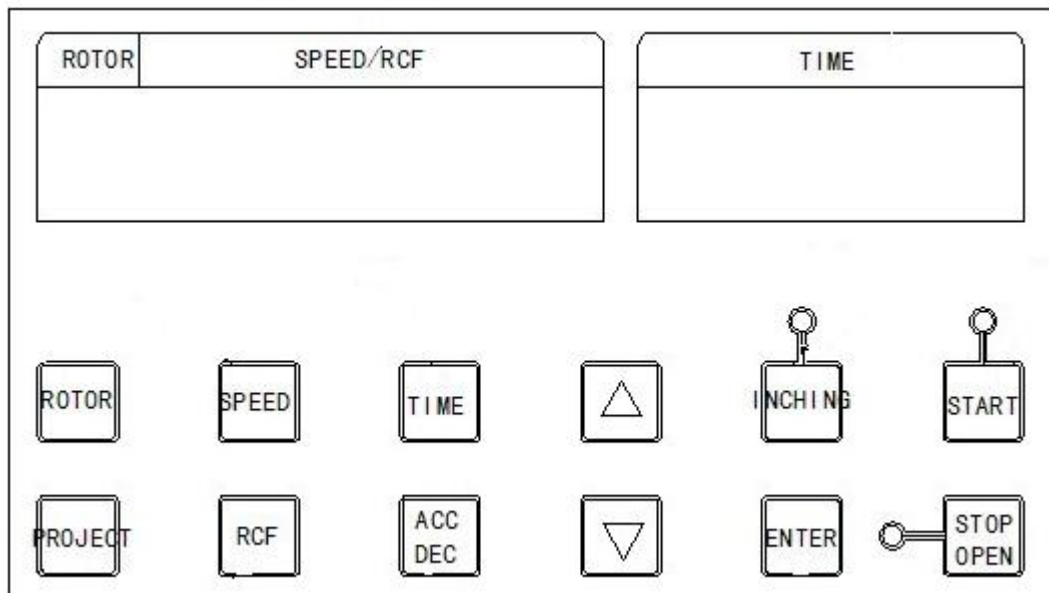 ROTOR SPEED/RCF TIME
ROTOR SPEED TIME INCHING START
PROJECT RCF ACC DEC ENTER STOP OPEN